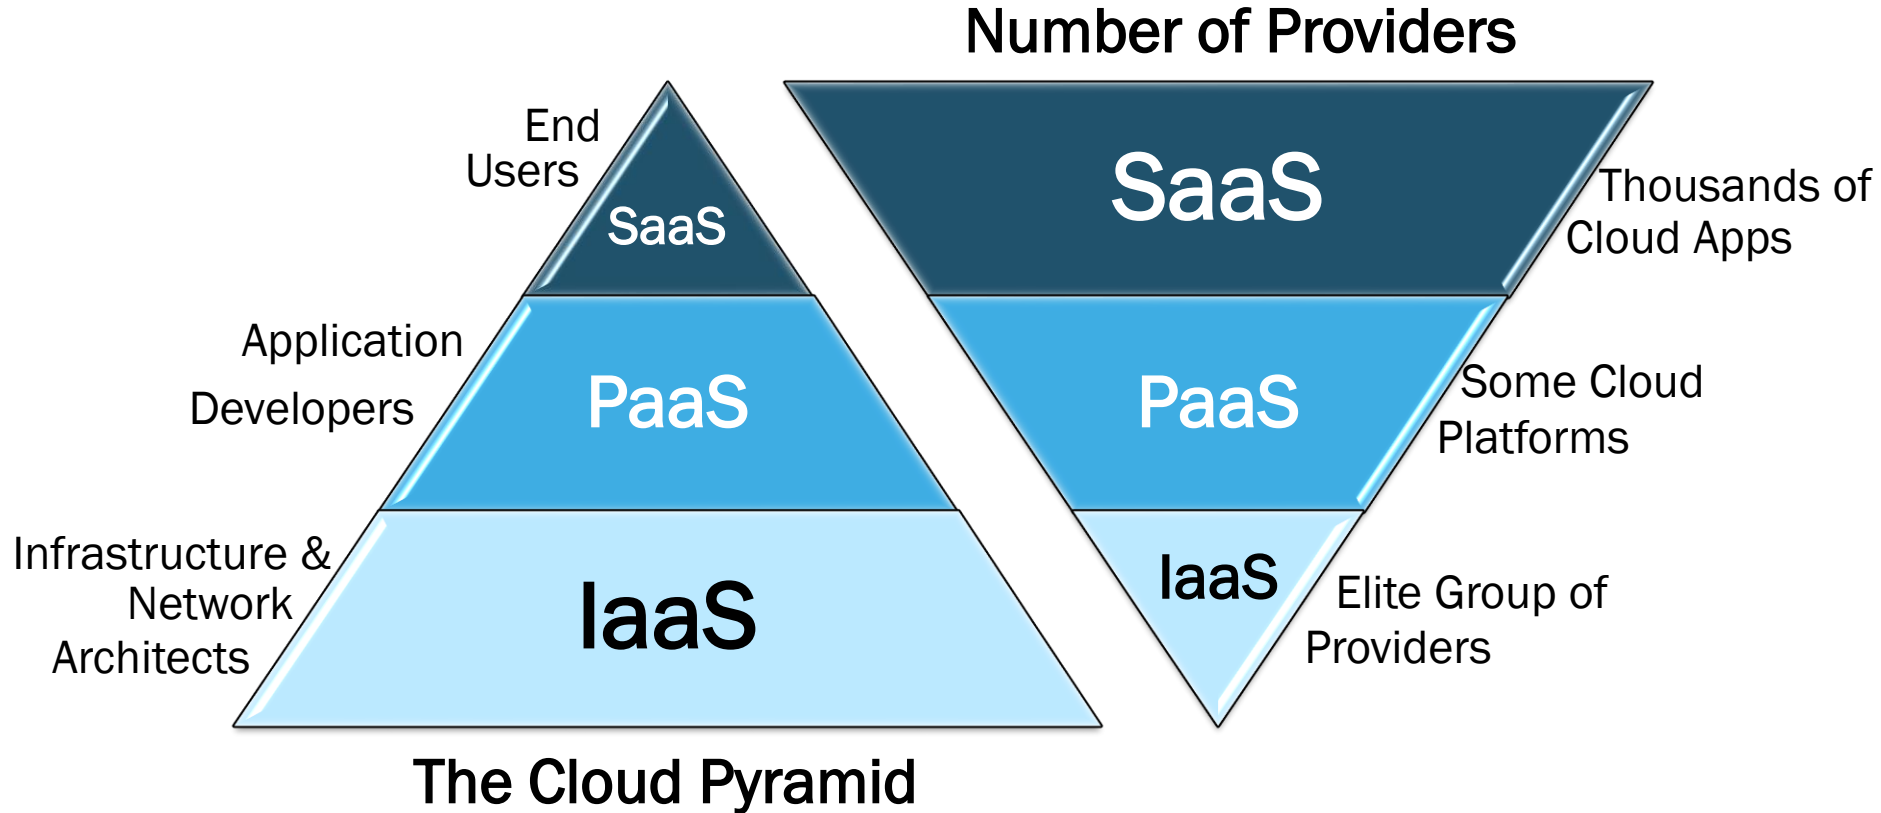 Number of Providers
End
Users
SaaS
Application
Developers
PaaS
Infrastructure &
Network
Architects
IaaS
The Cloud Pyramid
SaaS
Thousands of
Cloud Apps
PaaS
Some Cloud
Platforms
IaaS
Elite Group of
Providers